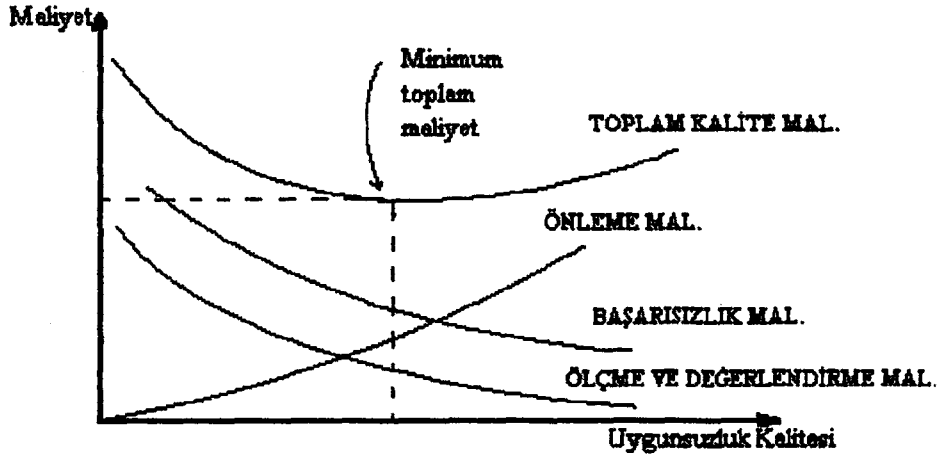 Maliyet
Minimum
toplam
maliyet
TOPLAM KALİTE MAL.
ÖNLEME MAL.
BAŞARISIZLIK MAL.
ÖLÇME VE DEĞERLENDİRME MAL.
Uygunsuzluk Kalitesi